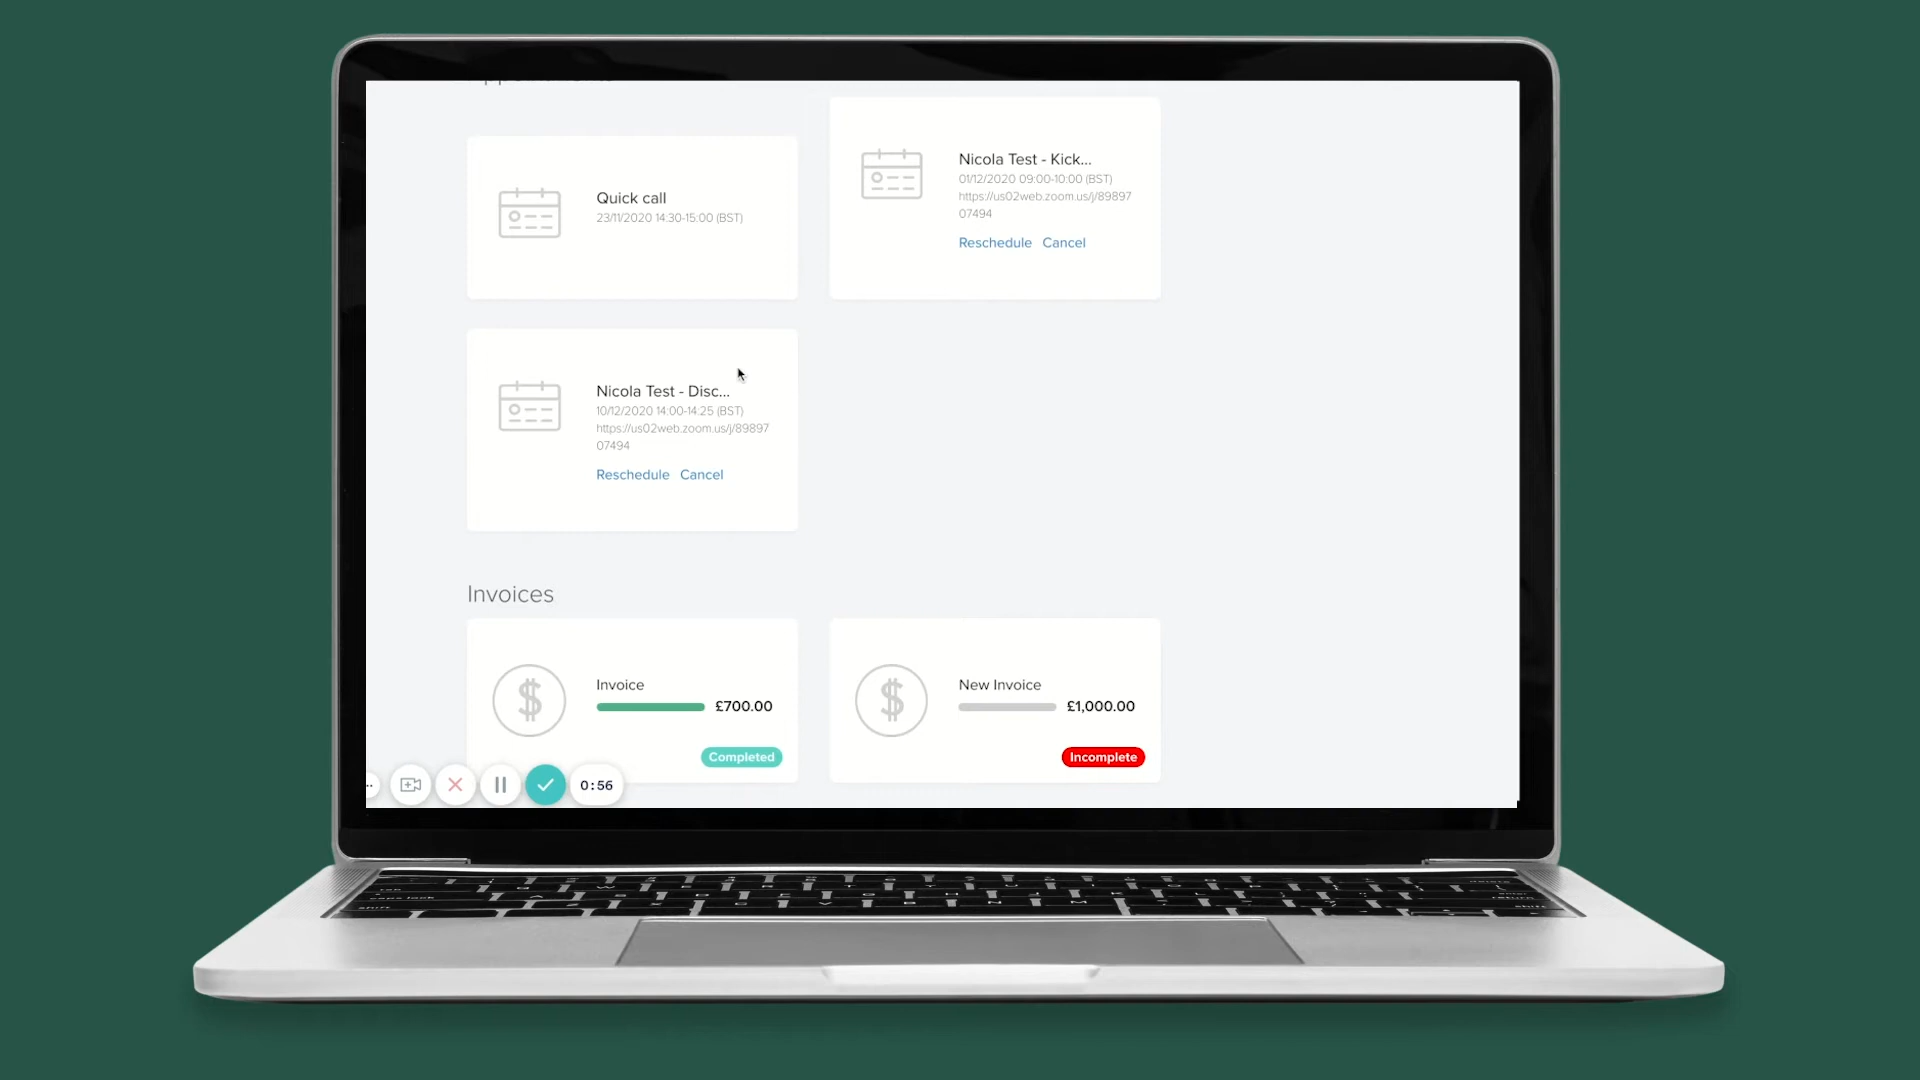 Quick call
23/11/2020 14:30-15:00 (BST)
Nicola Test - Kick...
01/12/2020 09:00-10:00 (BST)
https://us02web.zoom.us/j/89897
07494
Reschedule Cancel
Nicola Test - Disc...
10/12/2020 14:00-14:25 (BST)
https://us02web.zoom.us/j/89897
07494
Reschedule Cancel
Invoices
Invoice
£700.00
Completed
New Invoice
£1,000.00
Incomplete
0:56